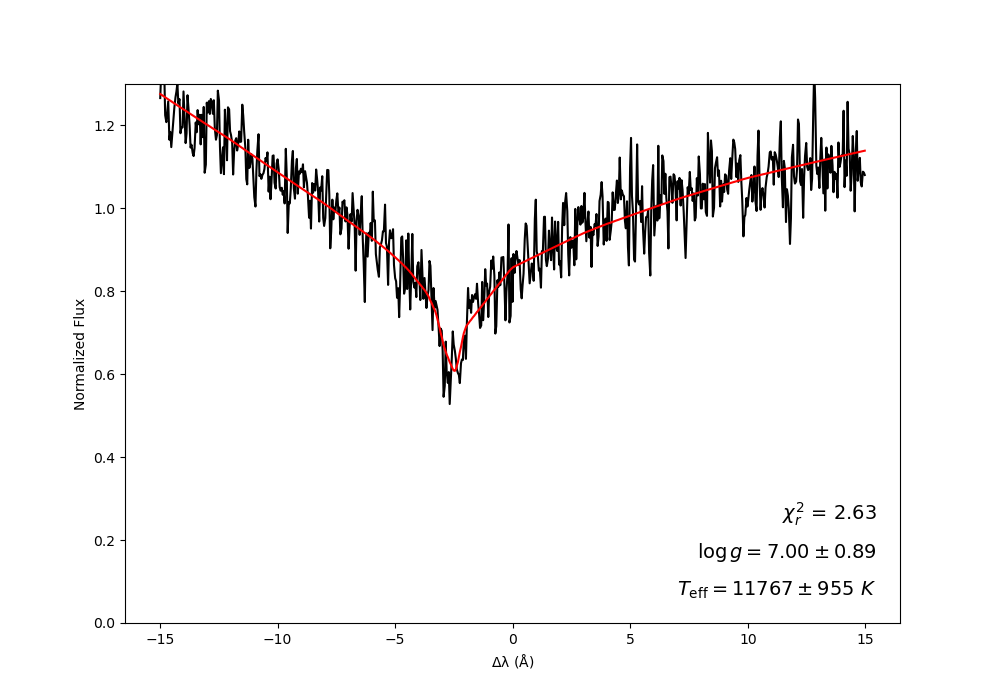 1.2
1.0
0.8
0.6
0.4
0.2
0.0
Normalized Flux
χ²ᵣ = 2.63
log g = 7.00 ± 0.89
T_eff = 11767 ± 955 K
−15 −10 −5 0 5 10 15
Δλ (Å)